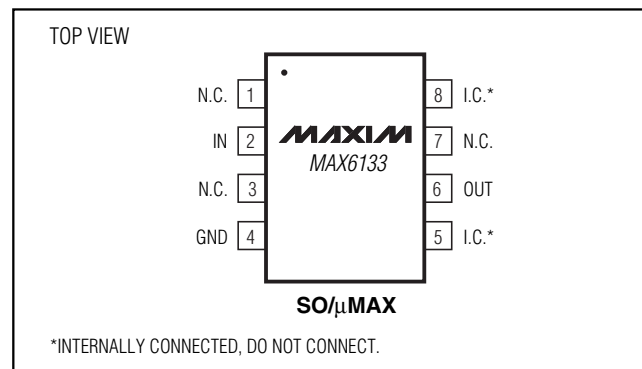 TOP VIEW
N.C. 1
IN 2
N.C. 3
GND 4
MAXIM
MAX6133
8 I.C.*
7 N.C.
6 OUT
5 I.C.*
SO/µMAX
*INTERNALLY CONNECTED, DO NOT CONNECT.